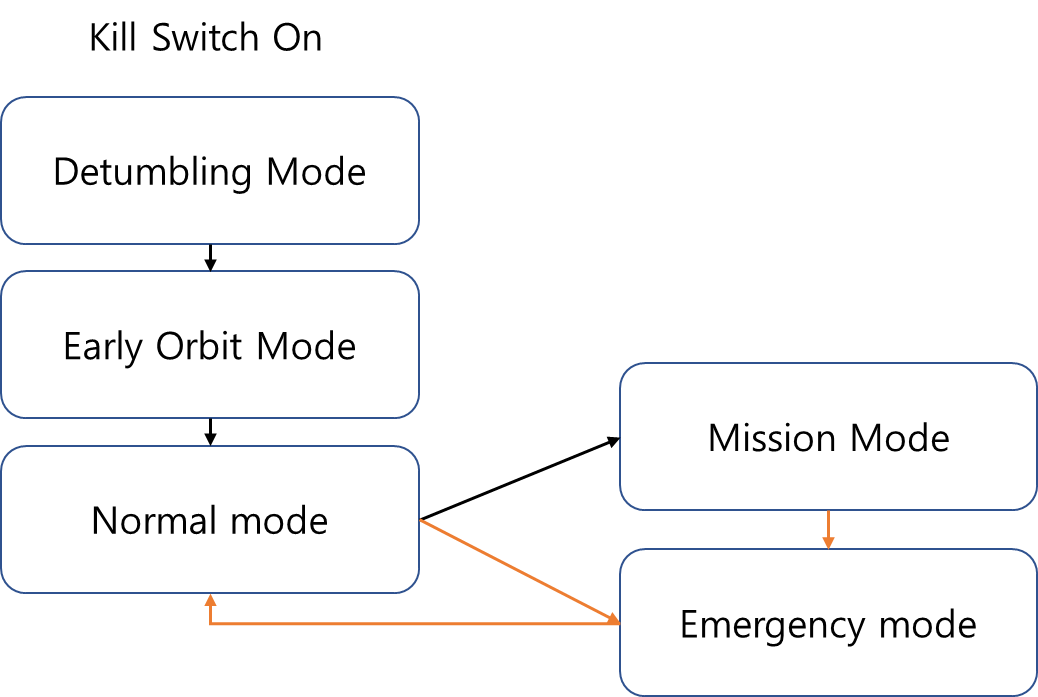 Kill Switch On
Detumbling Mode
Early Orbit Mode
Normal mode
Mission Mode
Emergency mode